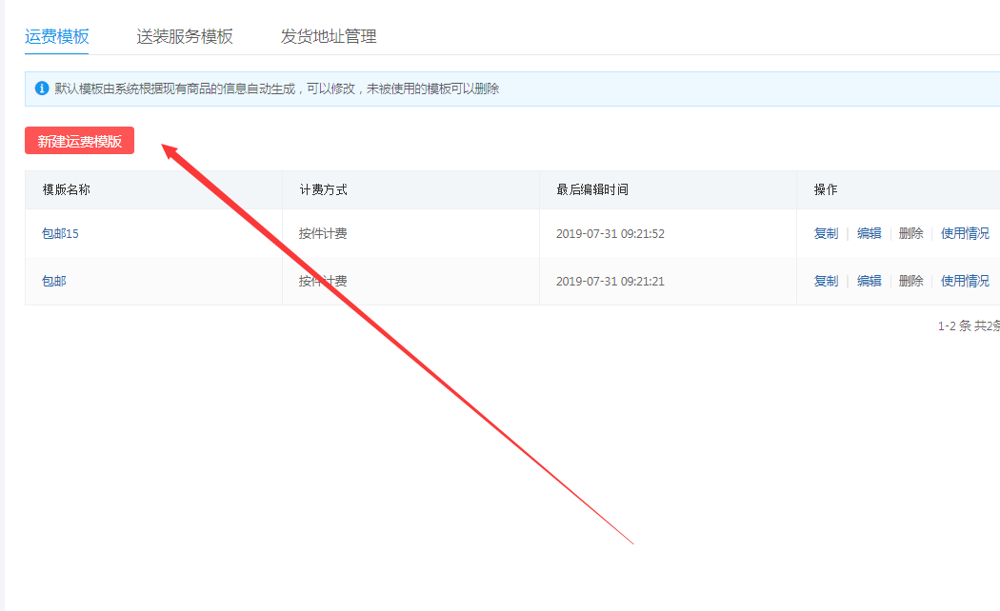 运费模板 送装服务模板 发货地址管理
默认模板由系统根据现有商品的信息自动生成，可以修改，未被使用的模板可以删除
新建运费模版
模版名称 计费方式 最后编辑时间 操作
包邮15 按件计费 2019-07-31 09:21:52 复制 | 编辑 | 删除 | 使用情况
包邮 按件计费 2019-07-31 09:21:21 复制 | 编辑 | 删除 | 使用情况
1-2 条 共2条